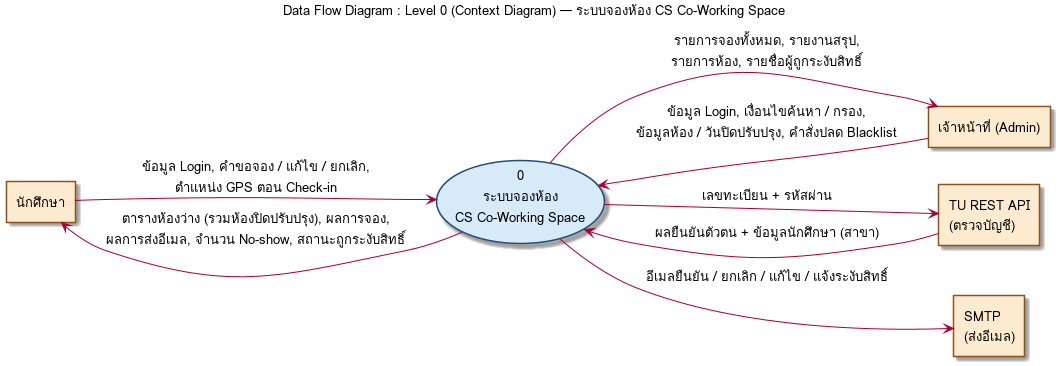 Data Flow Diagram : Level 0 (Context Diagram) — ระบบจองห้อง CS Co-Working Space
รายการจองทั้งหมด, รายงานสรุป,
รายการห้อง, รายชื่อผู้ถูกระงับสิทธิ์
ข้อมูล Login, เงื่อนไขค้นหา / กรอง,
ข้อมูลห้อง / วันปิดปรับปรุง, คำสั่งปลด Blacklist
เจ้าหน้าที่ (Admin)
ข้อมูล Login, คำขอจอง / แก้ไข / ยกเลิก,
ตำแหน่ง GPS ตอน Check-in
นักศึกษา
0
ระบบจองห้อง
CS Co-Working Space
ตารางห้องว่าง (รวมห้องปิดปรับปรุง), ผลการจอง,
ผลการส่งอีเมล, จำนวน No-show, สถานะถูกระงับสิทธิ์
เลขทะเบียน + รหัสผ่าน
TU REST API
(ตรวจบัญชี)
ผลยืนยันตัวตน + ข้อมูลนักศึกษา (สาขา)
อีเมลยืนยัน / ยกเลิก / แก้ไข / แจ้งระงับสิทธิ์
SMTP
(ส่งอีเมล)